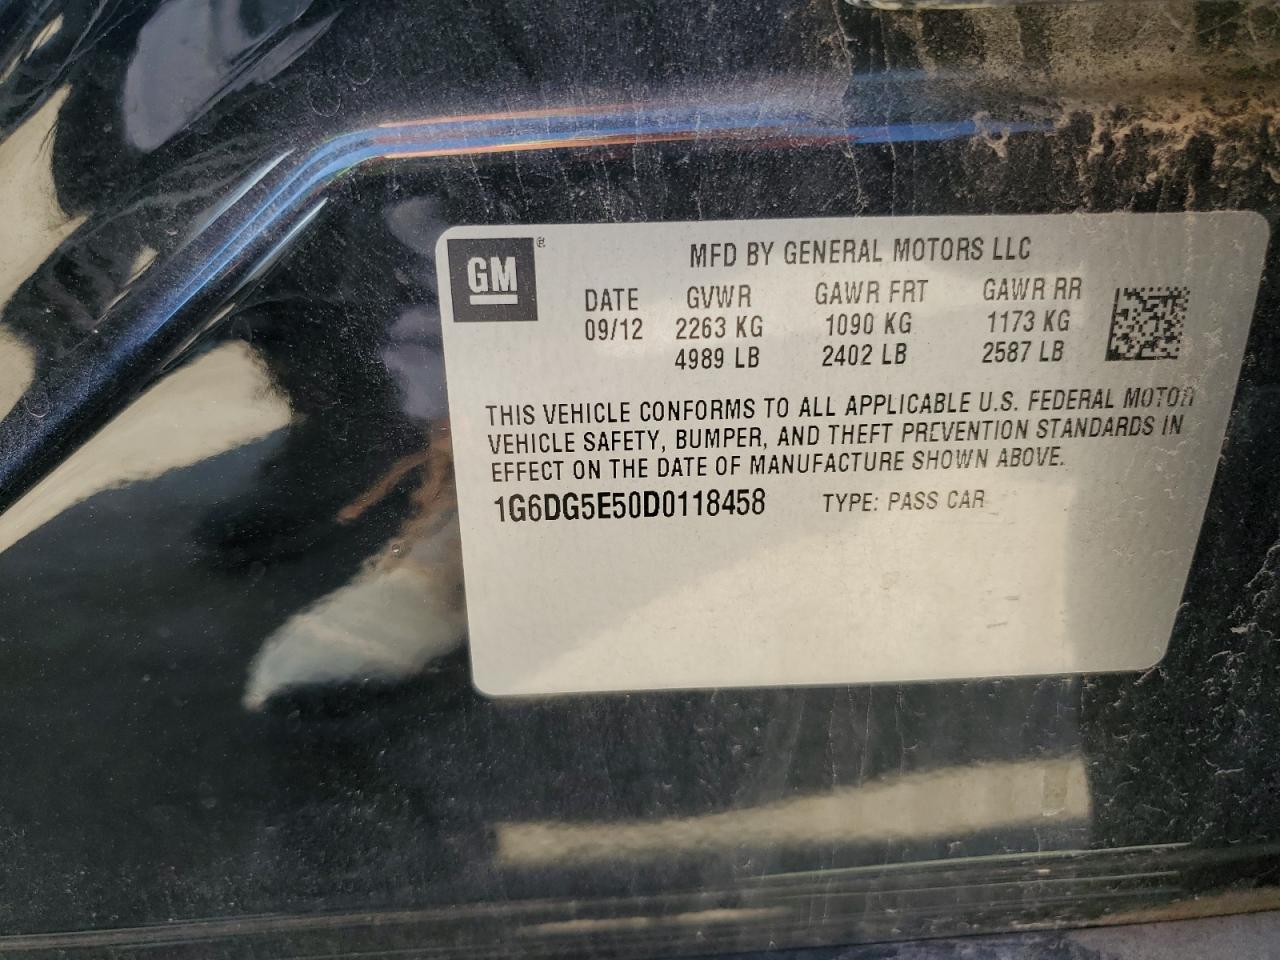 GM®
MFD BY GENERAL MOTORS LLC
DATE GVWR GAWR FRT GAWR RR
09/12 2263 KG 1090 KG 1173 KG
4989 LB 2402 LB 2587 LB
THIS VEHICLE CONFORMS TO ALL APPLICABLE U.S. FEDERAL MOTOR
VEHICLE SAFETY, BUMPER, AND THEFT PREVENTION STANDARDS IN
EFFECT ON THE DATE OF MANUFACTURE SHOWN ABOVE.
1G6DG5E50D0118458 TYPE: PASS CAR